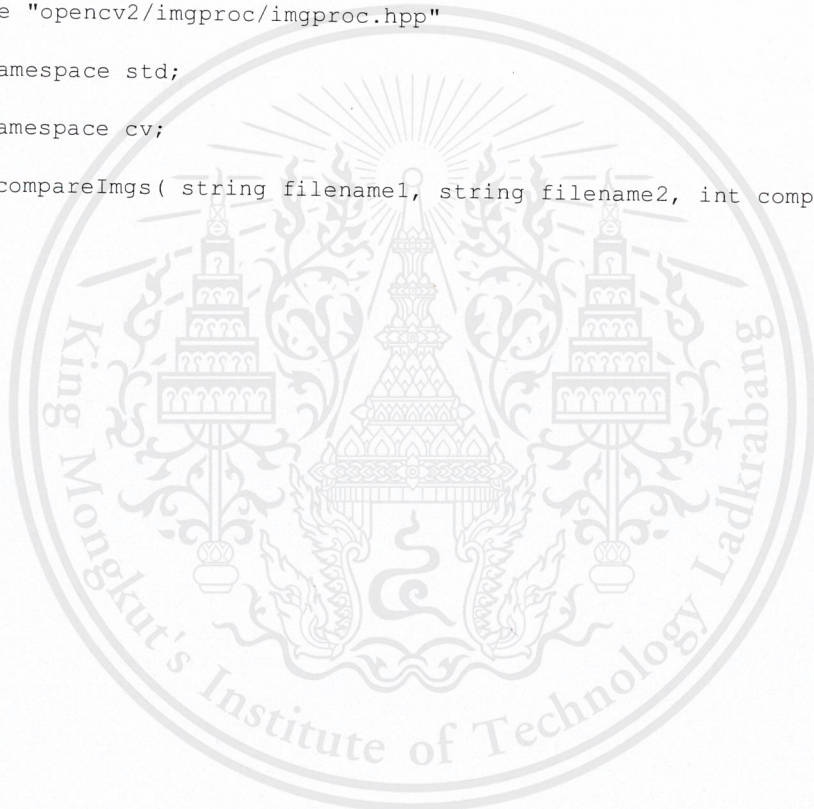 e "opencv2/imgproc/imgproc.hpp"
amespace std;
amespace cv;
compareImgs( string filename1, string filename2, int comp
King Mongkut's Institute of Technology Ladkrabang